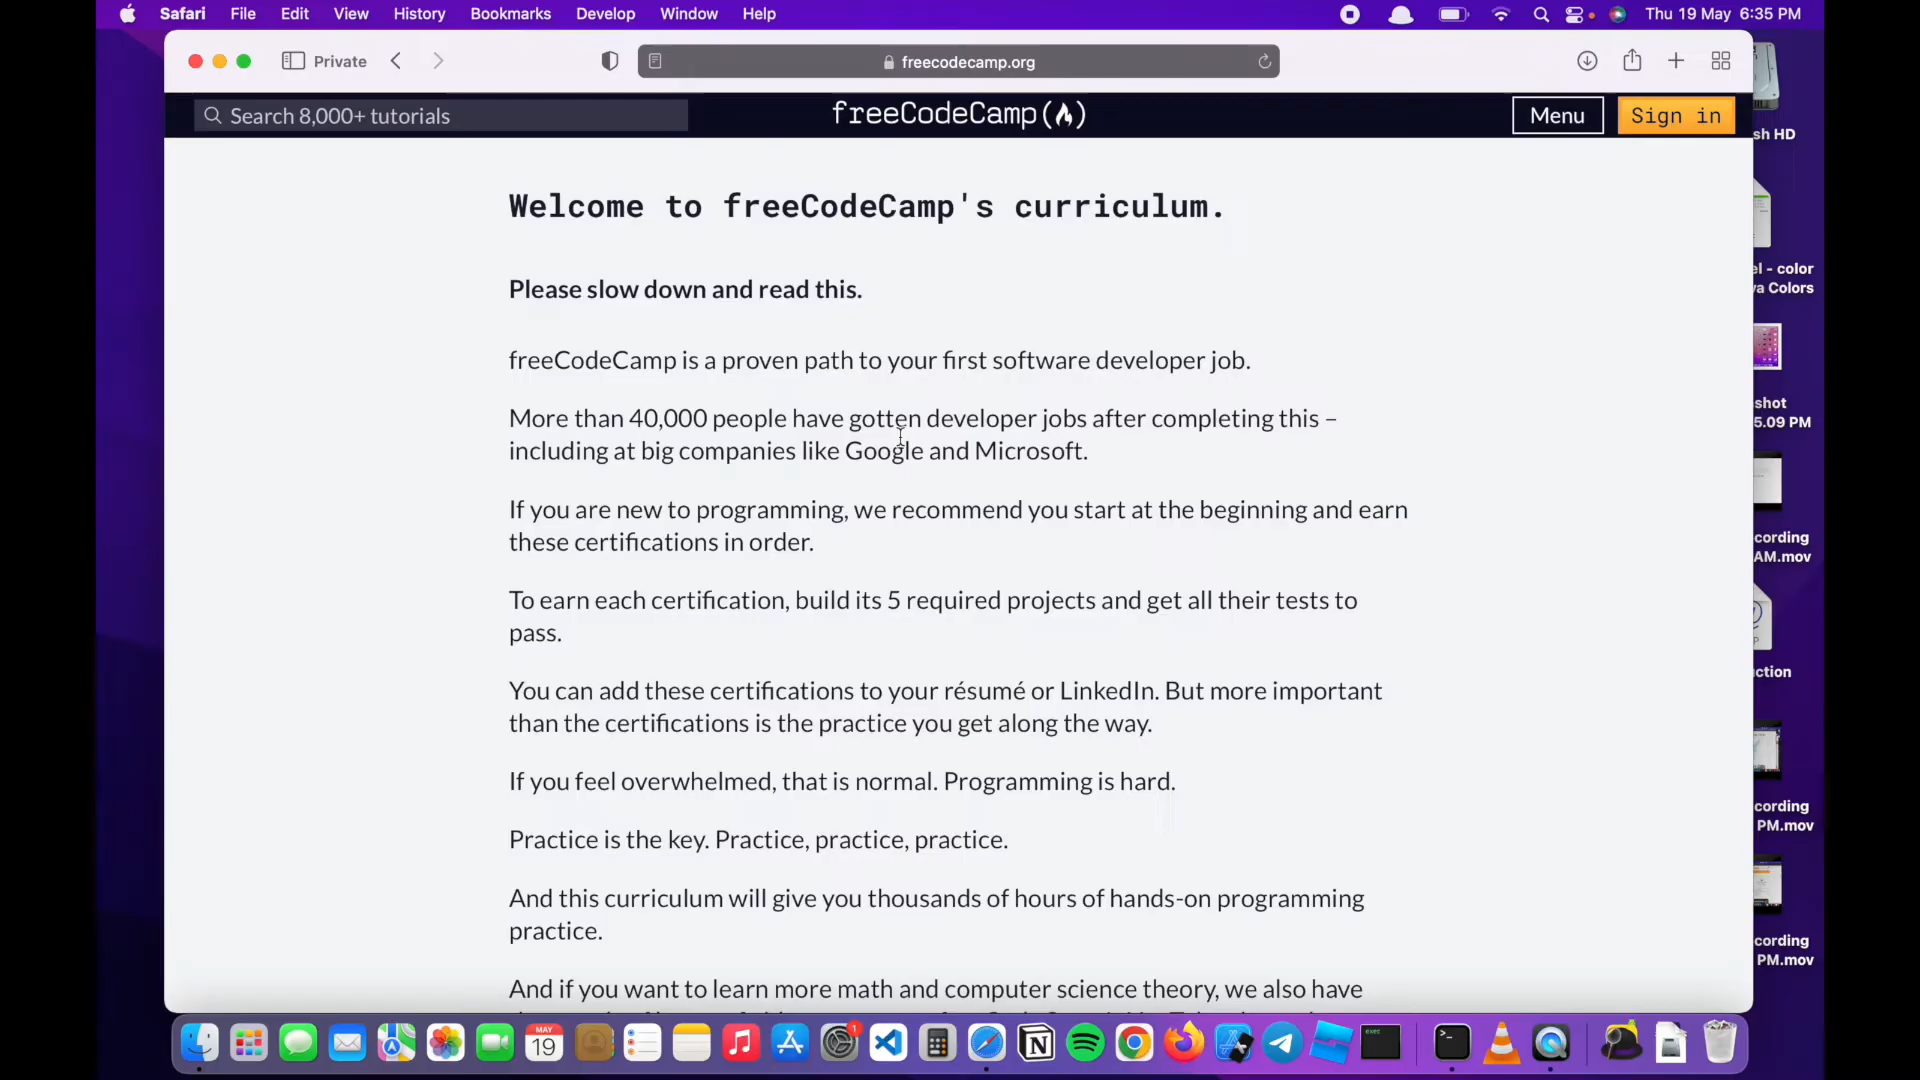 Safari File Edit View History Bookmarks Develop Window Help Thu 19 May 6:35 PM
Private freecodecamp.org
Search 8,000+ tutorials freeCodeCamp Menu Sign in
Welcome to freeCodeCamp's curriculum.
Please slow down and read this.
freeCodeCamp is a proven path to your first software developer job.
More than 40,000 people have gotten developer jobs after completing this –
including at big companies like Google and Microsoft.
If you are new to programming, we recommend you start at the beginning and earn
these certifications in order.
To earn each certification, build its 5 required projects and get all their tests to
pass.
You can add these certifications to your résumé or LinkedIn. But more important
than the certifications is the practice you get along the way.
If you feel overwhelmed, that is normal. Programming is hard.
Practice is the key. Practice, practice, practice.
And this curriculum will give you thousands of hours of hands-on programming
practice.
And if you want to learn more math and computer science theory, we also have
sh HD
el - color
va Colors
shot
5.09 PM
cording
AM.mov
ction
cording
PM.mov
cording
PM.mov
MAY
19
1
exec